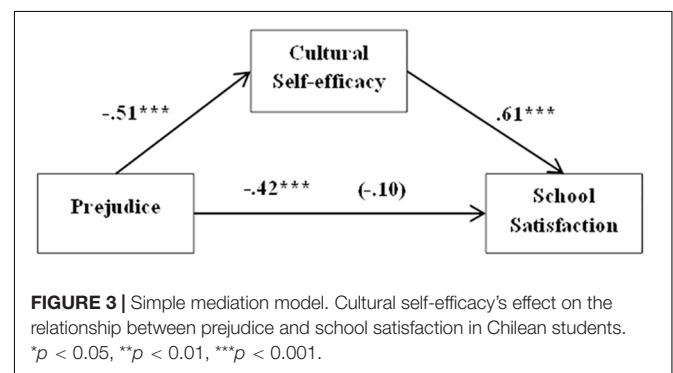 Cultural
Self-efficacy
-.51***
.61***
Prejudice
-.42***
(-.10)
School
Satisfaction
FIGURE 3 | Simple mediation model. Cultural self-efficacy's effect on the
relationship between prejudice and school satisfaction in Chilean students.
*p < 0.05, **p < 0.01, ***p < 0.001.